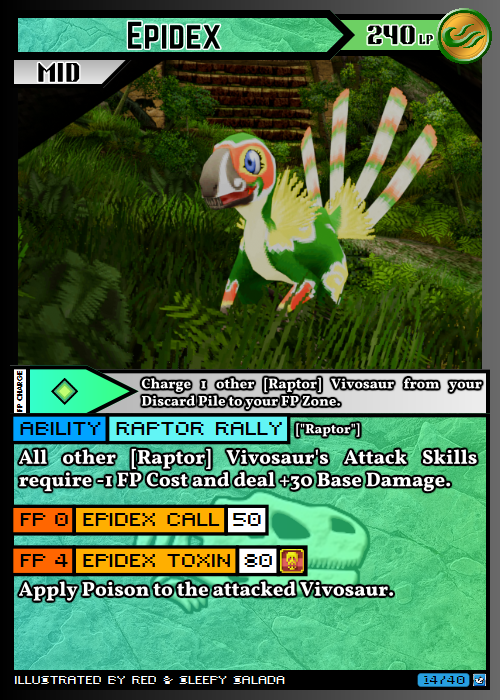 EPIDEX
240 LP
MID
FP CHARGE
Charge 1 other [Raptor] Vivosaur from your
Discard Pile to your FP Zone.
ABILITY RAPTOR RALLY ["Raptor"]
All other [Raptor] Vivosaur's Attack Skills
require -1 FP Cost and deal +30 Base Damage.
FP 0 EPIDEX CALL 50
FP 4 EPIDEX TOXIN 80
Apply Poison to the attacked Vivosaur.
ILLUSTRATED BY RED & SLEEPY SALADA
14/40